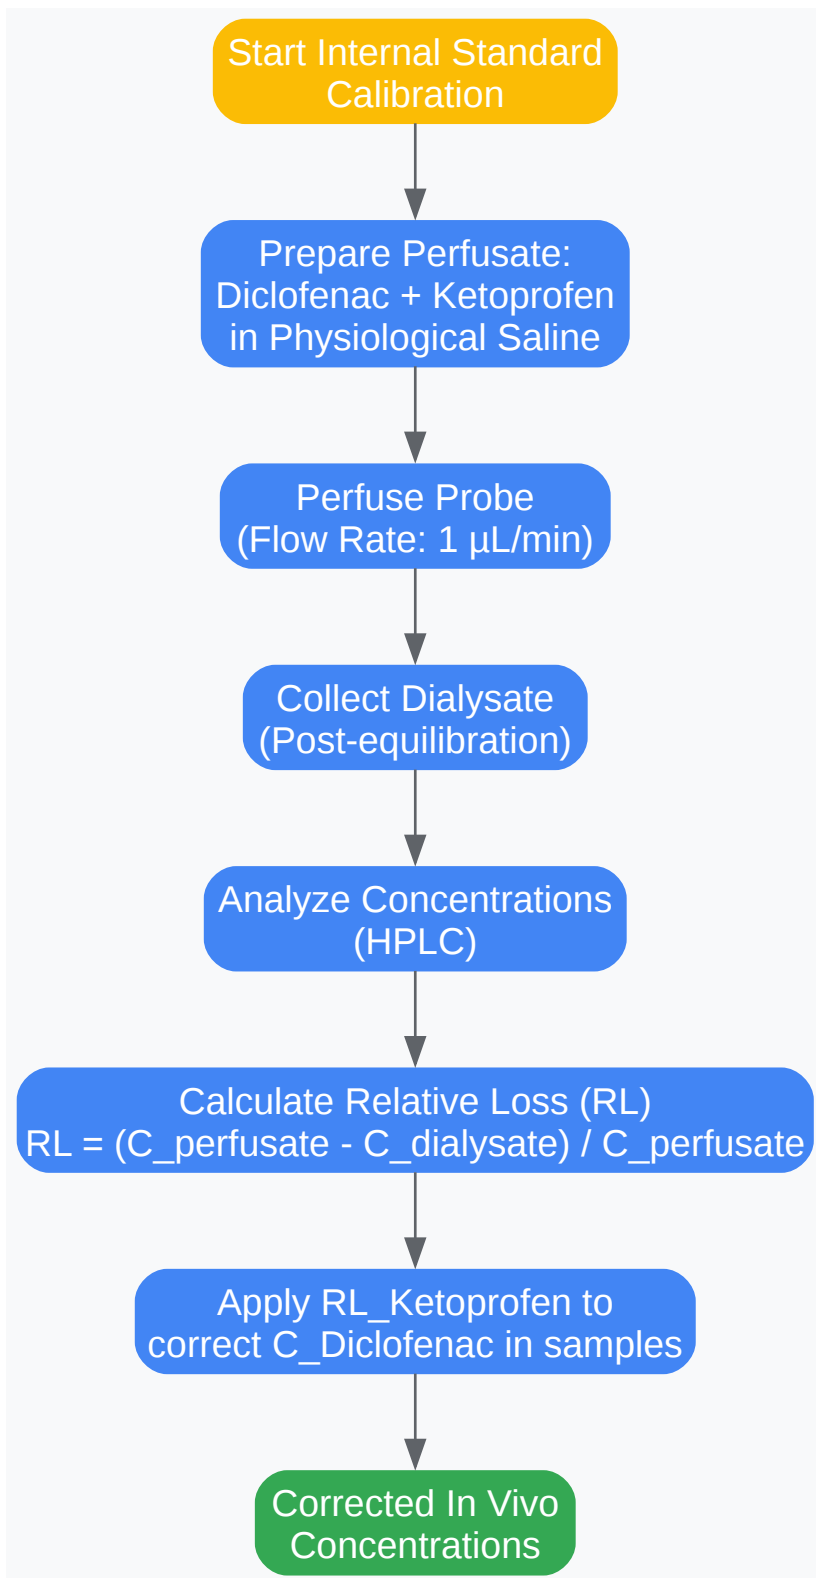 Start Internal Standard
Calibration
Prepare Perfusate:
Diclofenac + Ketoprofen
in Physiological Saline
Perfuse Probe
(Flow Rate: 1 µL/min)
Collect Dialysate
(Post-equilibration)
Analyze Concentrations
(HPLC)
Calculate Relative Loss (RL)
RL = (C_perfusate - C_dialysate) / C_perfusate
Apply RL_Ketoprofen to
correct C_Diclofenac in samples
Corrected In Vivo
Concentrations